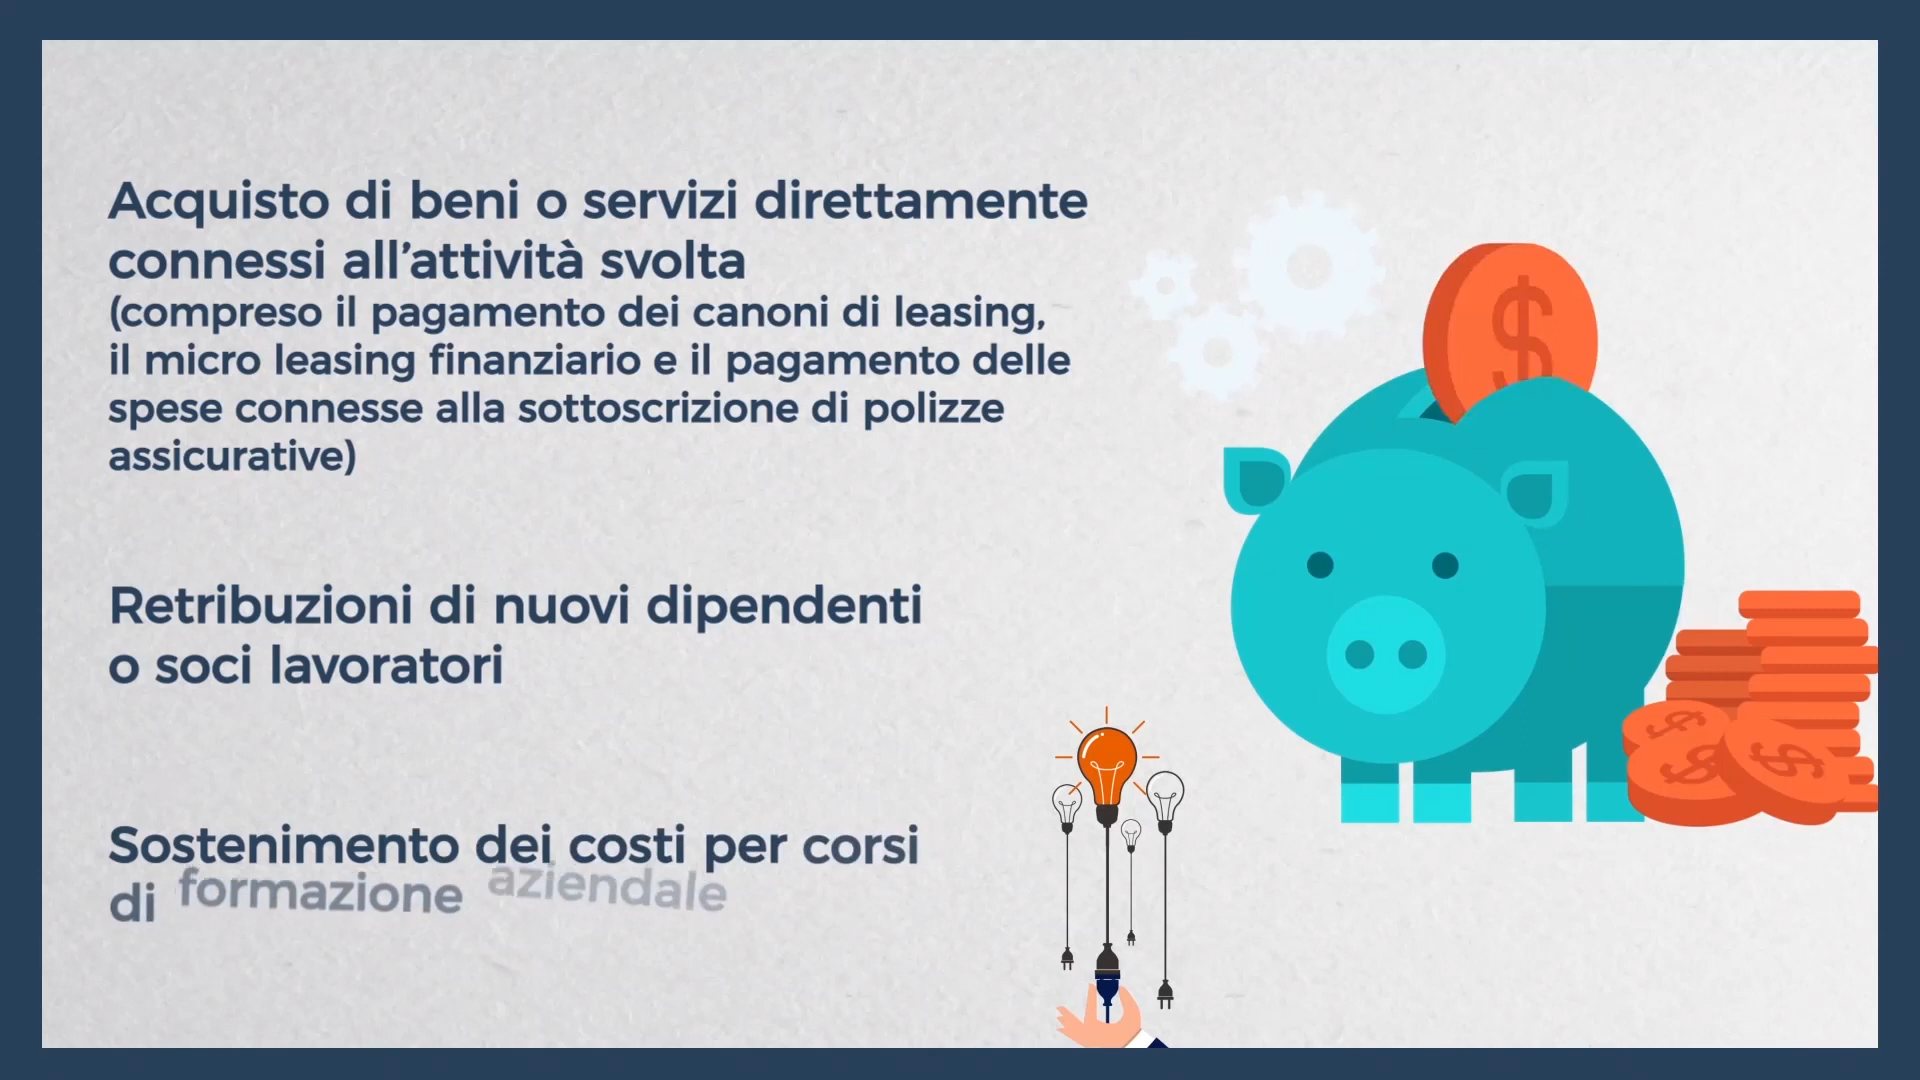 Acquisto di beni o servizi direttamente
connessi all’attività svolta
(compreso il pagamento dei canoni di leasing,
il micro leasing finanziario e il pagamento delle
spese connesse alla sottoscrizione di polizze
assicurative)
Retribuzioni di nuovi dipendenti
o soci lavoratori
Sostenimento dei costi per corsi
di formazione aziendale